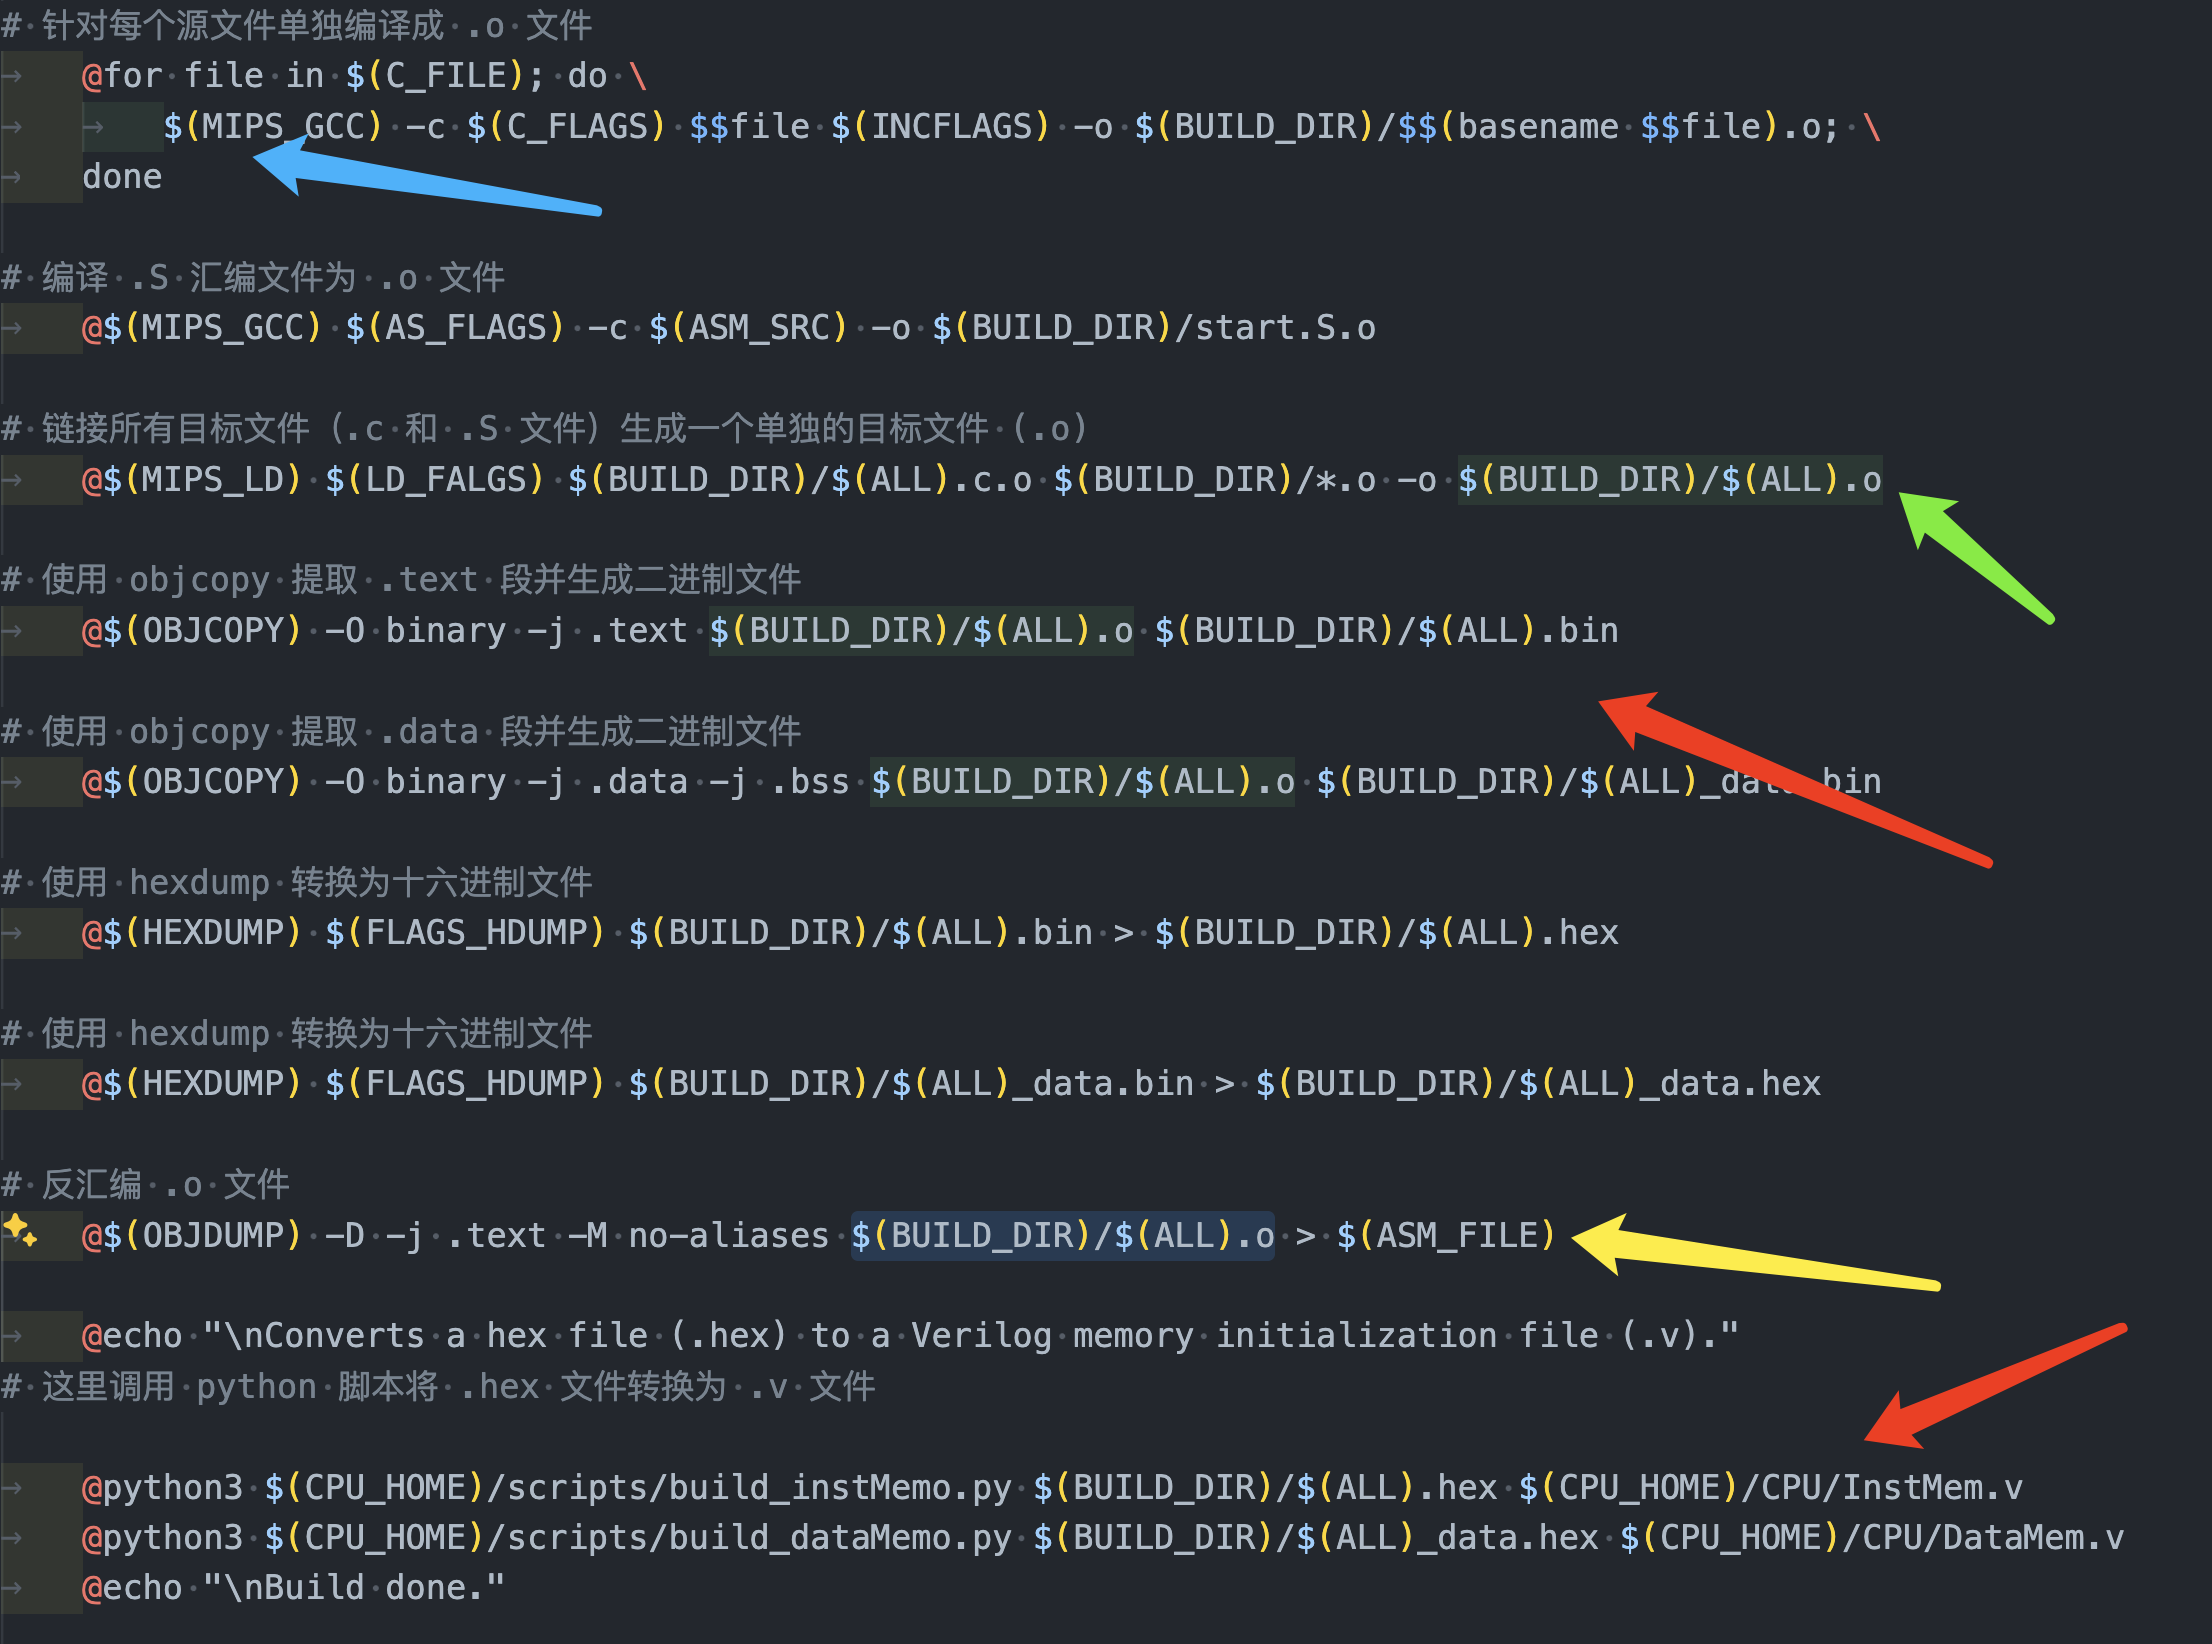 # 针对每个源文件单独编译成 .o 文件
@for file in $(C_FILE); do \
$(MIPS_GCC) -c $(C_FLAGS) $$file $(INCFLAGS) -o $(BUILD_DIR)/$$(basename $$file).o; \
done
# 编译 .S 汇编文件为 .o 文件
@$(MIPS_GCC) $(AS_FLAGS) -c $(ASM_SRC) -o $(BUILD_DIR)/start.S.o
# 链接所有目标文件（.c 和 .S 文件）生成一个单独的目标文件 (.o)
@$(MIPS_LD) $(LD_FALGS) $(BUILD_DIR)/$(ALL).c.o $(BUILD_DIR)/*.o -o $(BUILD_DIR)/$(ALL).o
# 使用 objcopy 提取 .text 段并生成二进制文件
@$(OBJCOPY) -O binary -j .text $(BUILD_DIR)/$(ALL).o $(BUILD_DIR)/$(ALL).bin
# 使用 objcopy 提取 .data 段并生成二进制文件
@$(OBJCOPY) -O binary -j .data -j .bss $(BUILD_DIR)/$(ALL).o $(BUILD_DIR)/$(ALL)_data.bin
# 使用 hexdump 转换为十六进制文件
@$(HEXDUMP) $(FLAGS_HDUMP) $(BUILD_DIR)/$(ALL).bin > $(BUILD_DIR)/$(ALL).hex
# 使用 hexdump 转换为十六进制文件
@$(HEXDUMP) $(FLAGS_HDUMP) $(BUILD_DIR)/$(ALL)_data.bin > $(BUILD_DIR)/$(ALL)_data.hex
# 反汇编 .o 文件
@$(OBJDUMP) -D -j .text -M no-aliases $(BUILD_DIR)/$(ALL).o > $(ASM_FILE)
@echo "\nConverts a hex file (.hex) to a Verilog memory initialization file (.v)."
# 这里调用 python 脚本将 .hex 文件转换为 .v 文件
@python3 $(CPU_HOME)/scripts/build_instMemo.py $(BUILD_DIR)/$(ALL).hex $(CPU_HOME)/CPU/InstMem.v
@python3 $(CPU_HOME)/scripts/build_dataMemo.py $(BUILD_DIR)/$(ALL)_data.hex $(CPU_HOME)/CPU/DataMem.v
@echo "\nBuild done."